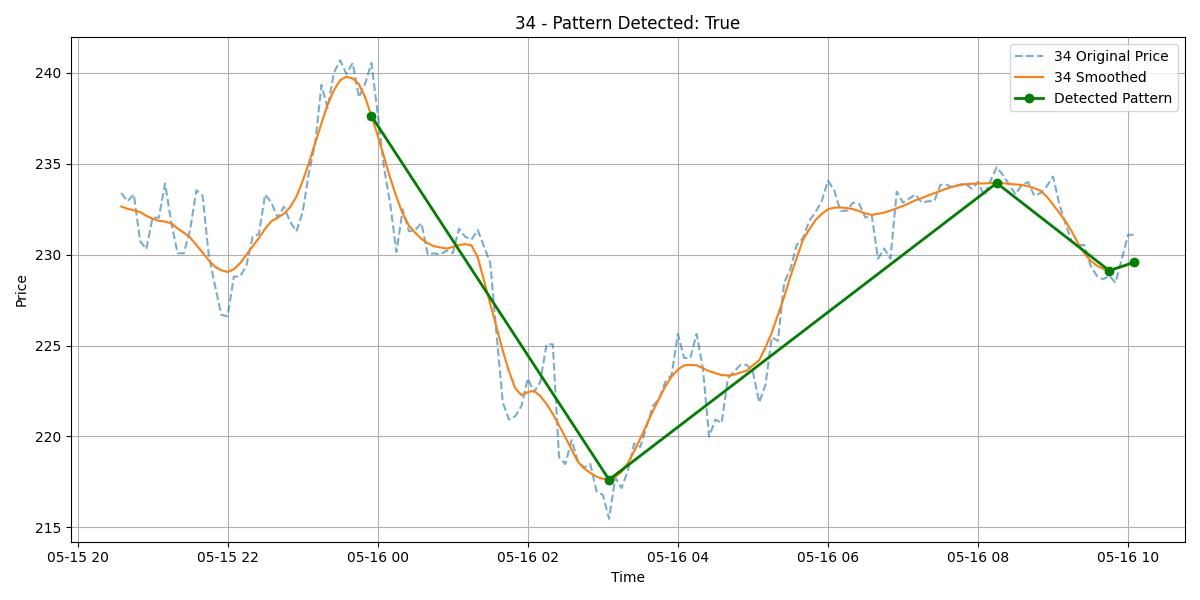 34 - Pattern Detected: True
34 Original Price
34 Smoothed
Detected Pattern
Price
240
235
230
225
220
215
05-15 20
05-15 22
05-16 00
05-16 02
05-16 04
05-16 06
05-16 08
05-16 10
Time